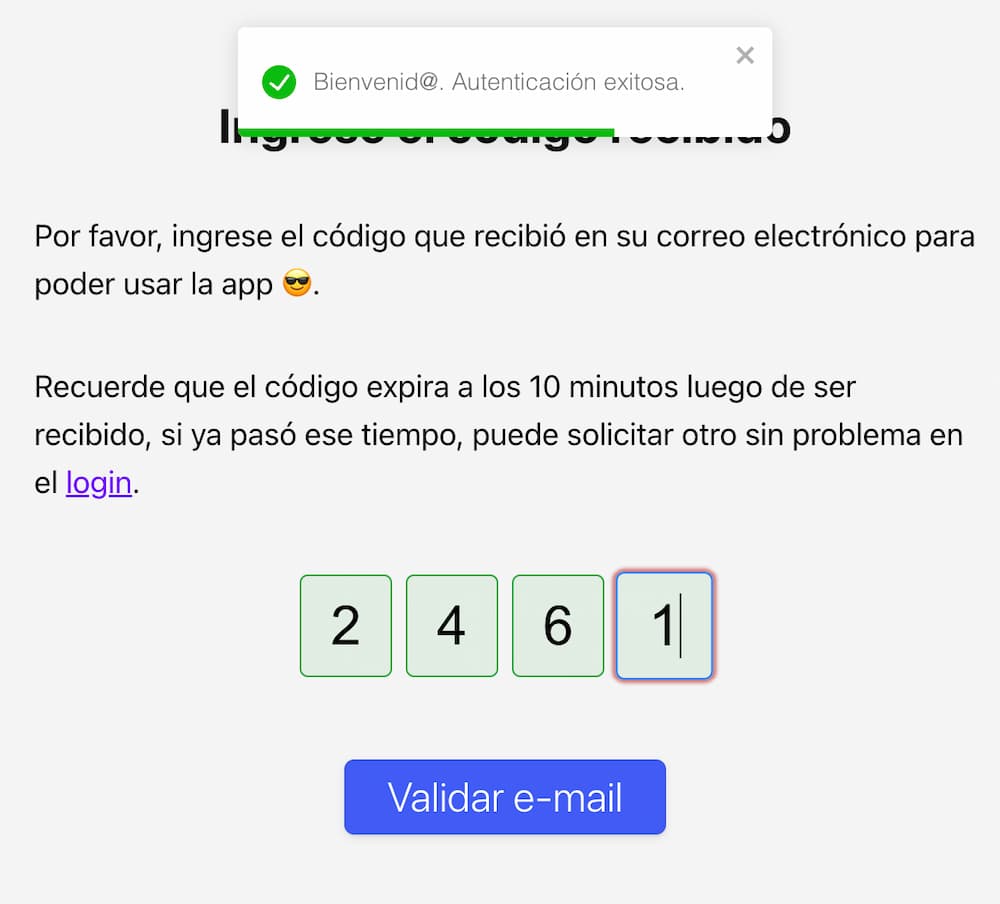 Bienvenid@. Autenticación exitosa.
Ingrese el código recibido
Por favor, ingrese el código que recibió en su correo electrónico para
poder usar la app 😎.
Recuerde que el código expira a los 10 minutos luego de ser
recibido, si ya pasó ese tiempo, puede solicitar otro sin problema en
el login.
2 4 6 1
Validar e-mail